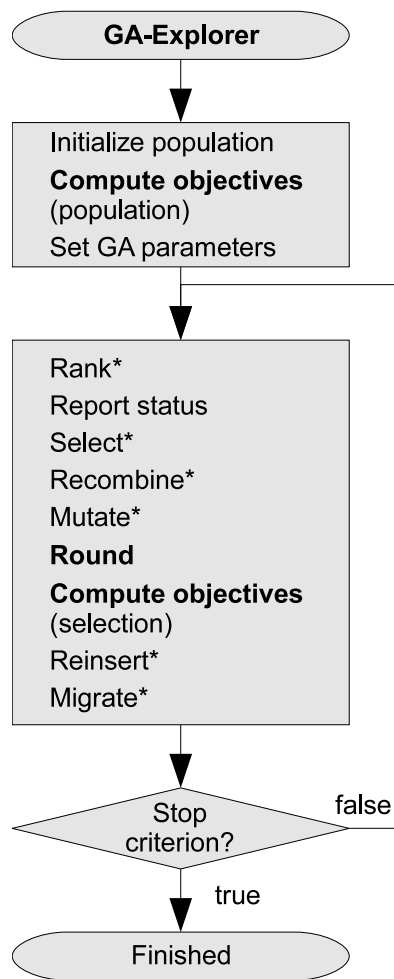 GA-Explorer
Initialize population
Compute objectives
(population)
Set GA parameters
Rank*
Report status
Select*
Recombine*
Mutate*
Round
Compute objectives
(selection)
Reinsert*
Migrate*
Stop
criterion?
false
true
Finished